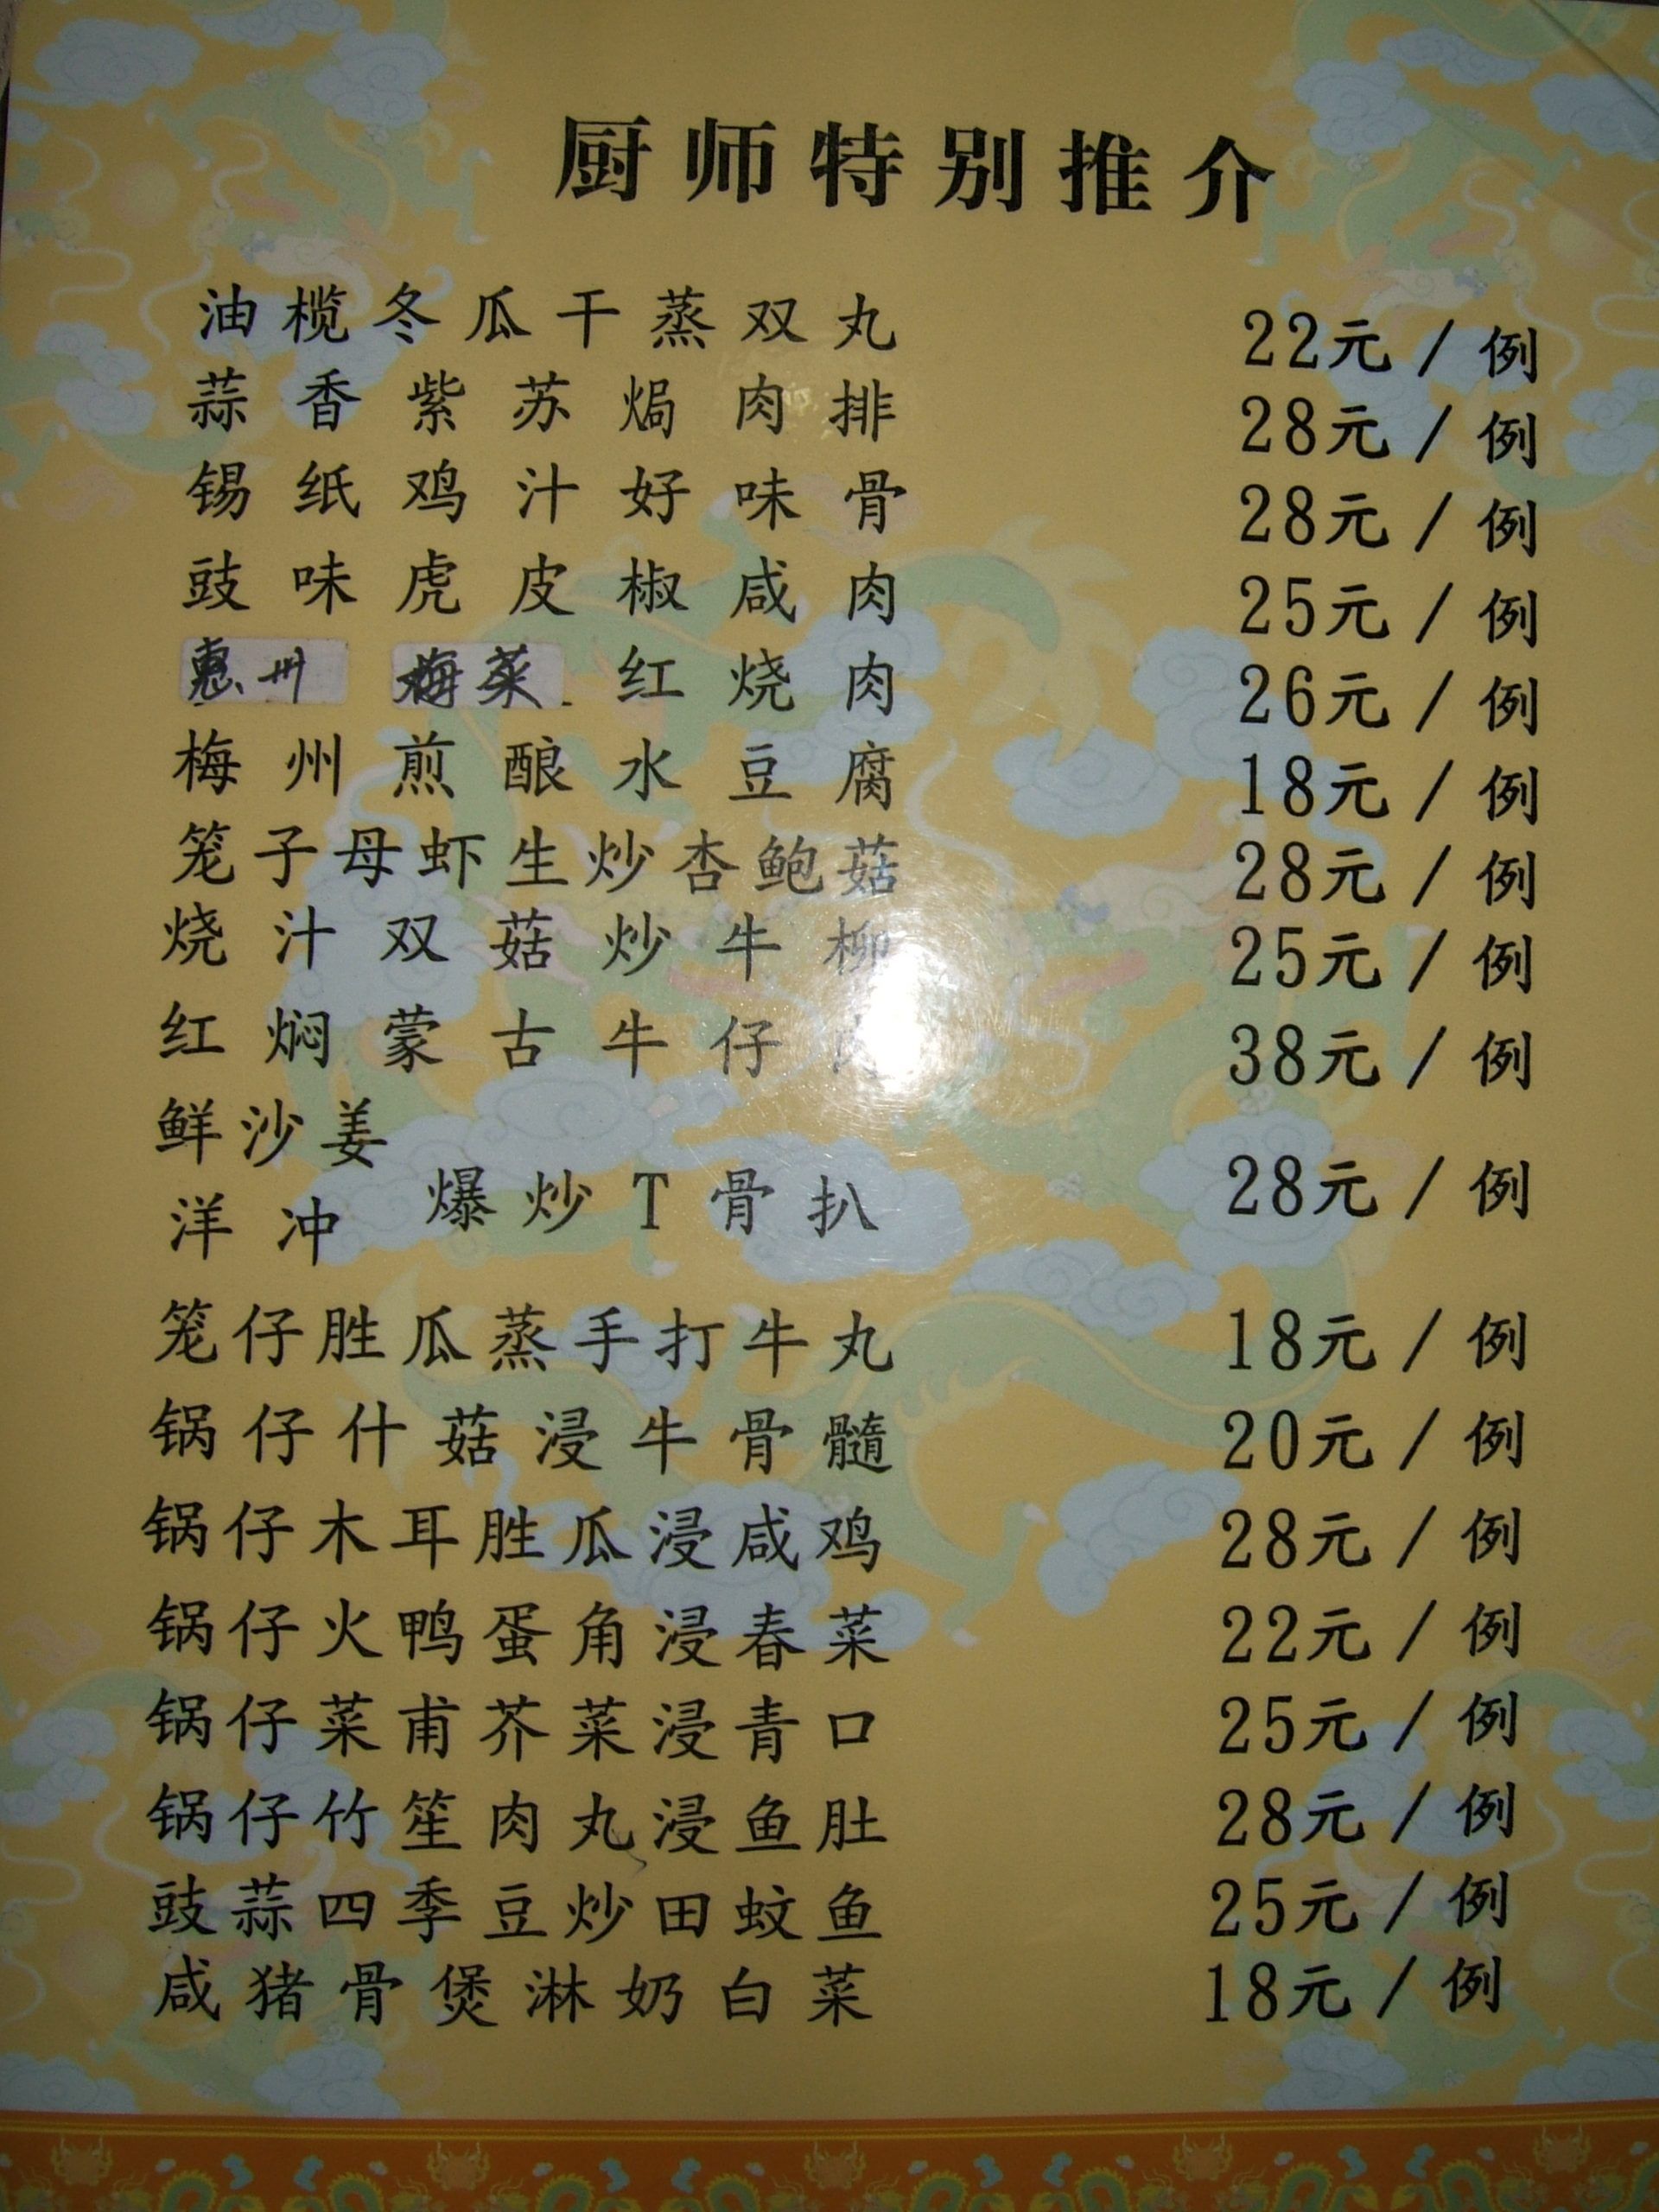 厨师特别推介
油榄冬瓜干蒸双丸 22元/例
蒜香紫苏焗肉排 28元/例
锡纸鸡汁好味骨 28元/例
豉味虎皮椒咸肉 25元/例
惠州梅菜红烧肉 26元/例
梅州煎酿水豆腐 18元/例
笼子母虾生炒杏鲍菇 28元/例
烧汁双菇炒牛柳 25元/例
红焖蒙古牛仔 38元/例
鲜沙姜
洋冲 爆炒T骨扒 28元/例
笼仔胜瓜蒸手打牛丸 18元/例
锅仔什菇浸牛骨髓 20元/例
锅仔木耳胜瓜浸咸鸡 28元/例
锅仔火鸭蛋角浸春菜 22元/例
锅仔菜甫芥菜浸青口 25元/例
锅仔竹笙肉丸浸鱼肚 28元/例
豉蒜四季豆炒田蚊鱼 25元/例
咸猪骨煲淋奶白菜 18元/例